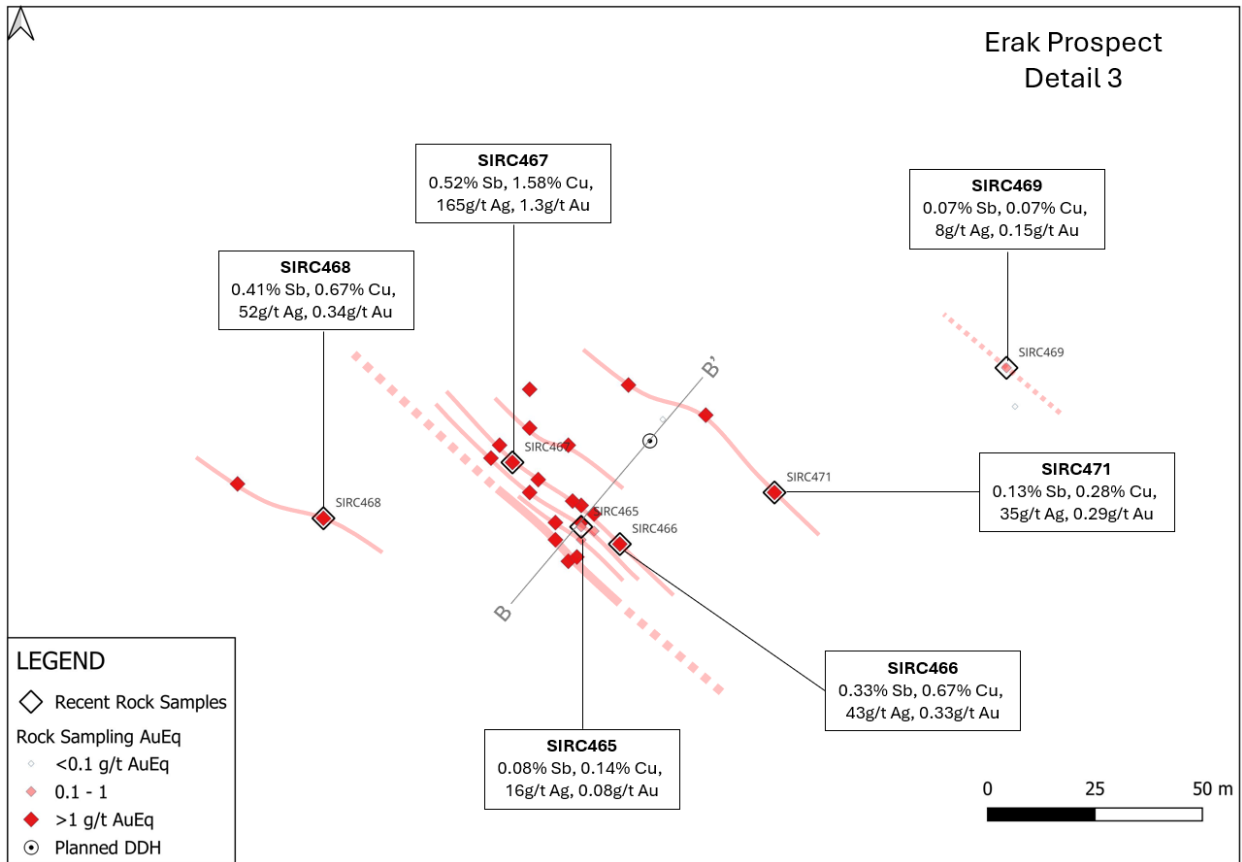 Erak Prospect
Detail 3
SIRC467
0.52% Sb, 1.58% Cu,
165g/t Ag, 1.3g/t Au
SIRC469
0.07% Sb, 0.07% Cu,
8g/t Ag, 0.15g/t Au
SIRC468
0.41% Sb, 0.67% Cu,
52g/t Ag, 0.34g/t Au
SIRC469
B'
SIRC467
SIRC471
SIRC471
0.13% Sb, 0.28% Cu,
35g/t Ag, 0.29g/t Au
SIRC468
SIRC465
SIRC466
B
SIRC466
0.33% Sb, 0.67% Cu,
43g/t Ag, 0.33g/t Au
SIRC465
0.08% Sb, 0.14% Cu,
16g/t Ag, 0.08g/t Au
LEGEND
Recent Rock Samples
Rock Sampling AuEq
<0.1 g/t AuEq
0.1 - 1
>1 g/t AuEq
Planned DDH
0 25 50 m